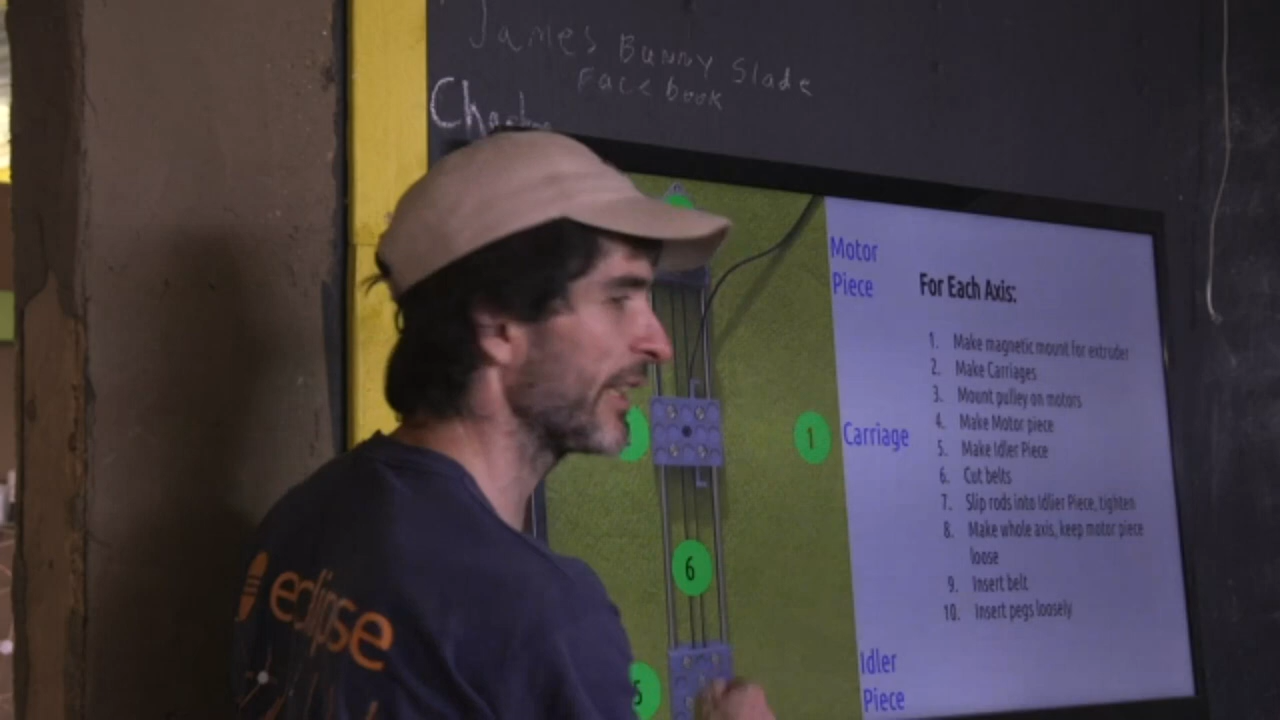 James Bunny Slade
Facebook
Motor
Piece
For Each Axis:
1. Make magnetic mount for extruder
2. Make Carriages
3. Mount pulley on motors
4. Make Motor piece
5. Make Idler Piece
6. Cut belts
7. Slip rods into Idlier Piece, tighten
8. Make whole axis, keep motor piece
loose
9. Insert belt
10. Insert pegs loosely
1
Carriage
6
5
Idler
Piece
eclipse